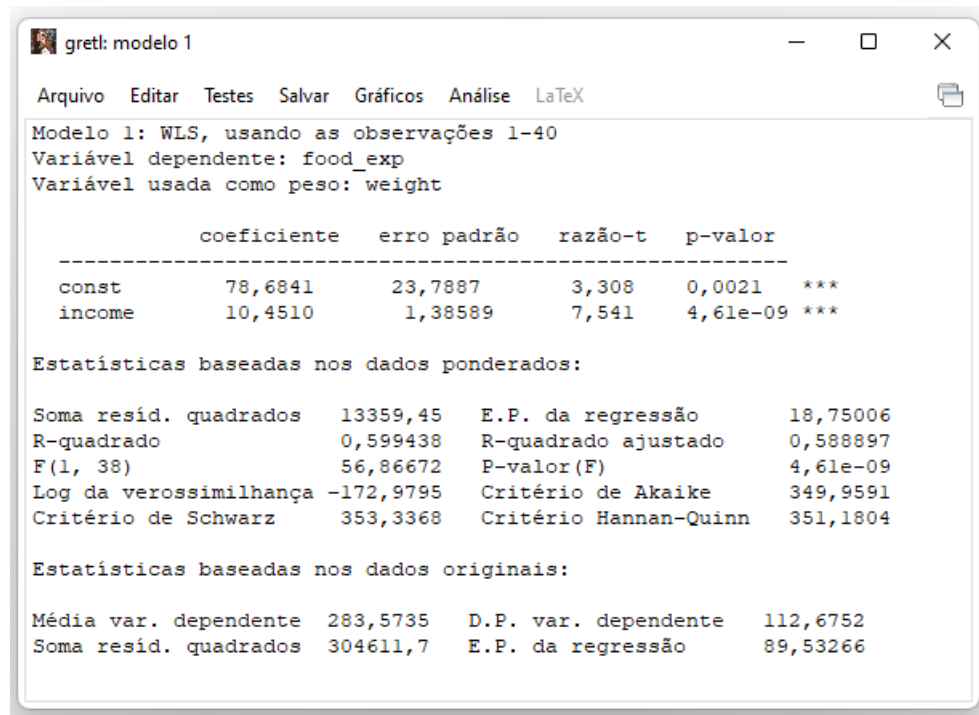 gretl: modelo 1
Arquivo Editar Testes Salvar Gráficos Análise LaTeX
Modelo 1: WLS, usando as observações 1-40
Variável dependente: food_exp
Variável usada como peso: weight
coeficiente erro padrão razão-t p-valor
---------------------------------------------------------
const 78,6841 23,7887 3,308 0,0021 ***
income 10,4510 1,38589 7,541 4,61e-09 ***
Estatísticas baseadas nos dados ponderados:
Soma resíd. quadrados 13359,45 E.P. da regressão 18,75006
R-quadrado 0,599438 R-quadrado ajustado 0,588897
F(1, 38) 56,86672 P-valor(F) 4,61e-09
Log da verossimilhança -172,9795 Critério de Akaike 349,9591
Critério de Schwarz 353,3368 Critério Hannan-Quinn 351,1804
Estatísticas baseadas nos dados originais:
Média var. dependente 283,5735 D.P. var. dependente 112,6752
Soma resíd. quadrados 304611,7 E.P. da regressão 89,53266